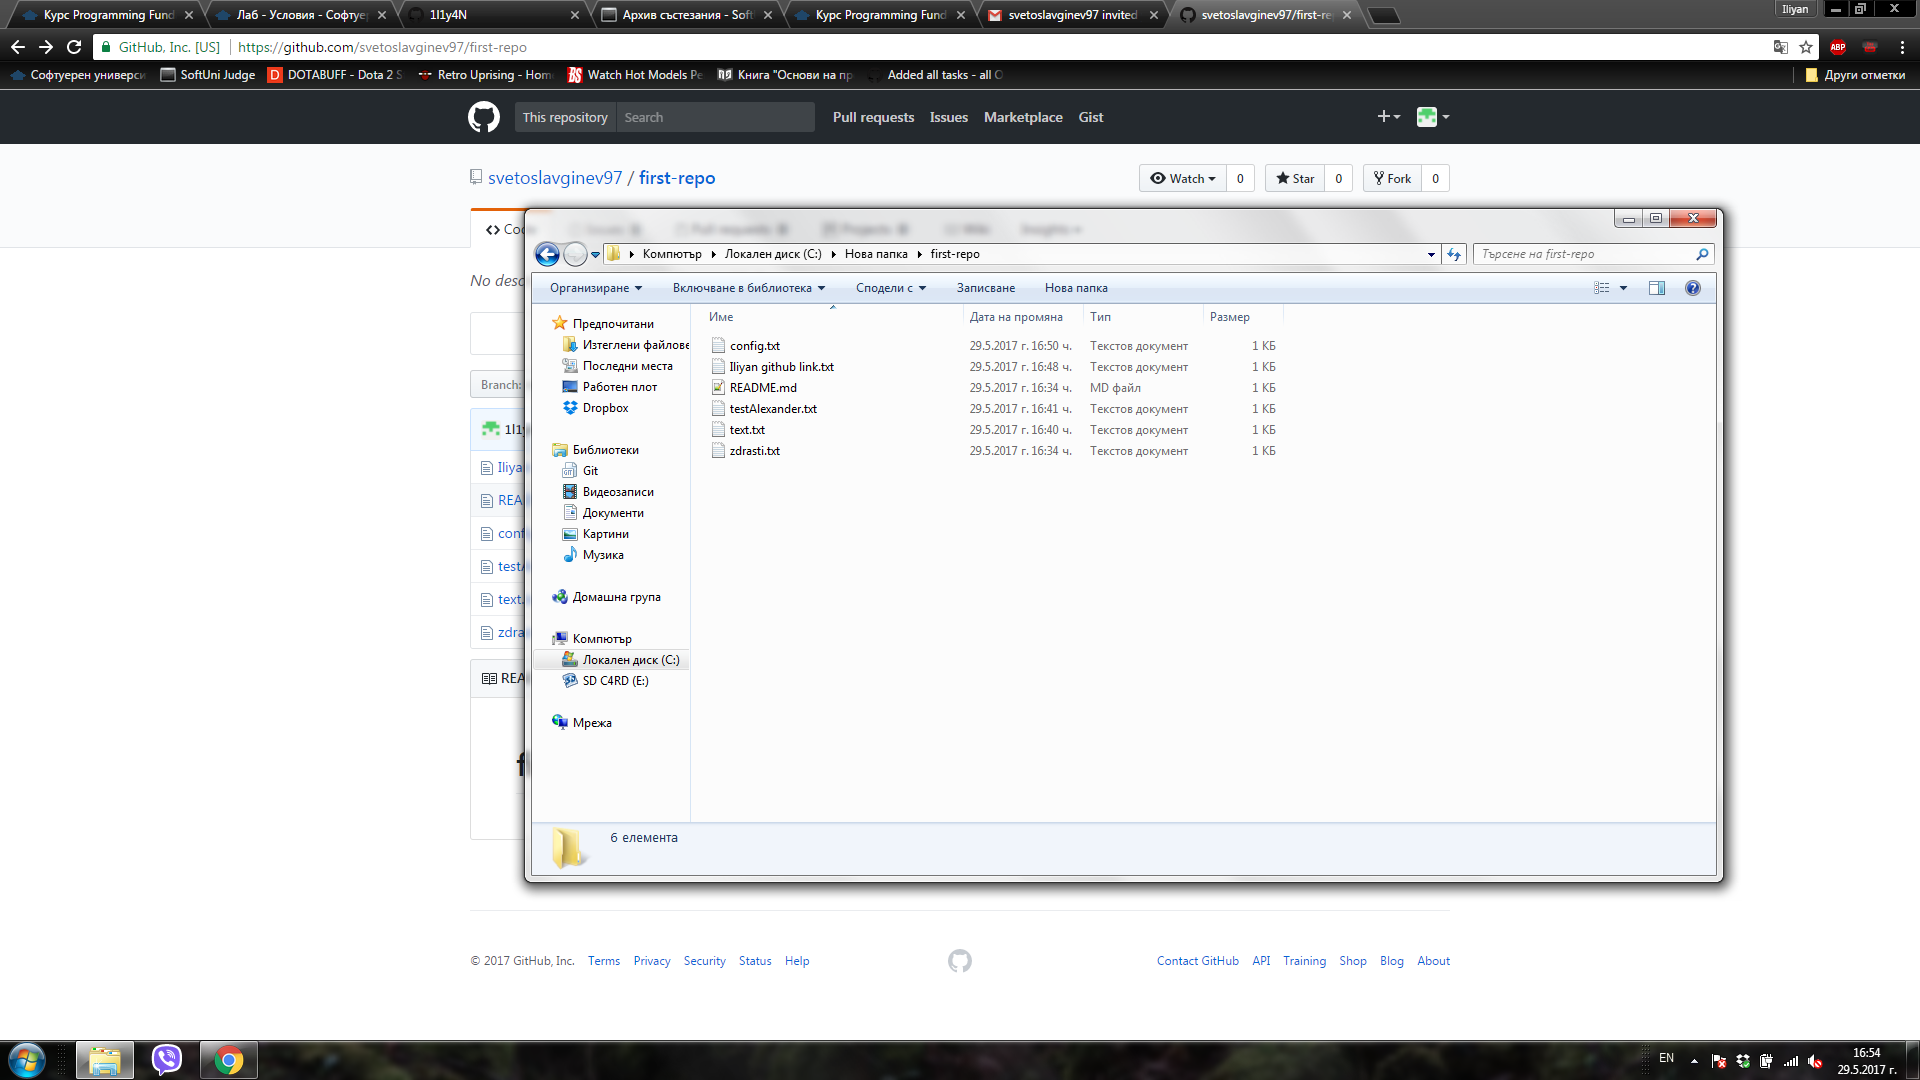 Курс Programming Fund
Лаб - Условия - Софтуер
1l1y4N
Архив състезания - Soft
Курс Programming Fund
svetoslavginev97 invited
svetoslavginev97/first-re
Iliyan
GitHub, Inc. [US]
https://github.com/svetoslavginev97/first-repo
ABP
Софтуерен универси
SoftUni Judge
DOTABUFF - Dota 2 S
Retro Uprising - Hom
Watch Hot Models Pe
Книга "Основи на пр
Added all tasks - all
Други отметки
This repository
Search
Pull requests
Issues
Marketplace
Gist
svetoslavginev97 / first-repo
Watch 0
Star 0
Fork 0
Co
Pull requests
Projects
Wiki
Insights
Компютър
Локален диск (C:)
Нова папка
first-repo
Търсене на first-repo
No desc
Организиране
Включване в библиотека
Сподели с
Записване
Нова папка
Име
Дата на промяна
Тип
Размер
config.txt 29.5.2017 г. 16:50 ч. Текстов документ 1 КБ
Iliyan github link.txt 29.5.2017 г. 16:48 ч. Текстов документ 1 КБ
README.md 29.5.2017 г. 16:34 ч. MD файл 1 КБ
testAlexander.txt 29.5.2017 г. 16:41 ч. Текстов документ 1 КБ
text.txt 29.5.2017 г. 16:40 ч. Текстов документ 1 КБ
zdrasti.txt 29.5.2017 г. 16:34 ч. Текстов документ 1 КБ
Предпочитани
Изтеглени файлове
Последни места
Работен плот
Dropbox
Библиотеки
Git
Видеозаписи
Документи
Картини
Музика
Домашна група
Компютър
Локален диск (C:)
SD C4RD (E:)
Мрежа
6 елемента
Branch:
1l1y
Iliya
REA
conf
testA
text.
zdra
REA
f
© 2017 GitHub, Inc.
Terms
Privacy
Security
Status
Help
Contact GitHub
API
Training
Shop
Blog
About
EN
16:54
29.5.2017 г.